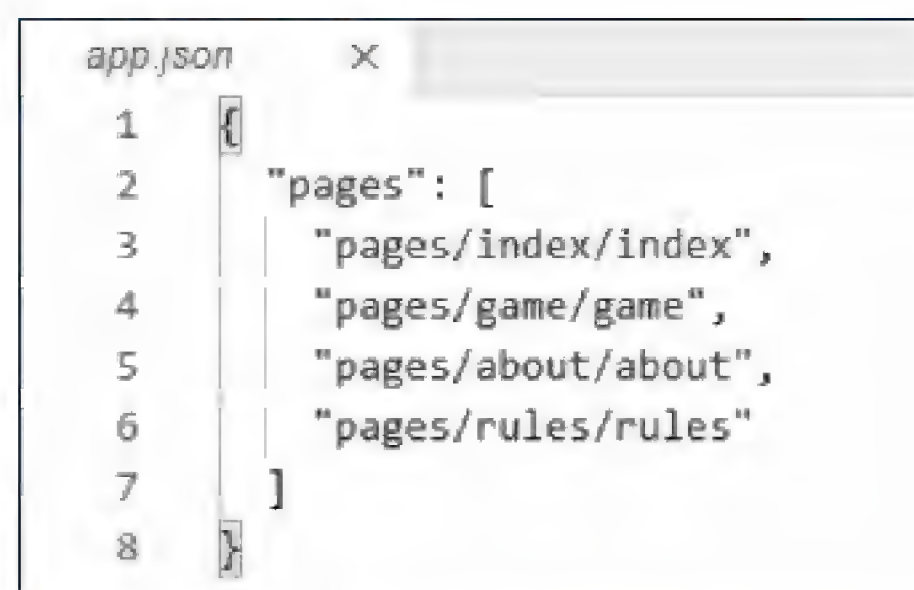 app.json ×
1 {
2 "pages": [
3 "pages/index/index",
4 "pages/game/game",
5 "pages/about/about",
6 "pages/rules/rules"
7 ]
8 }